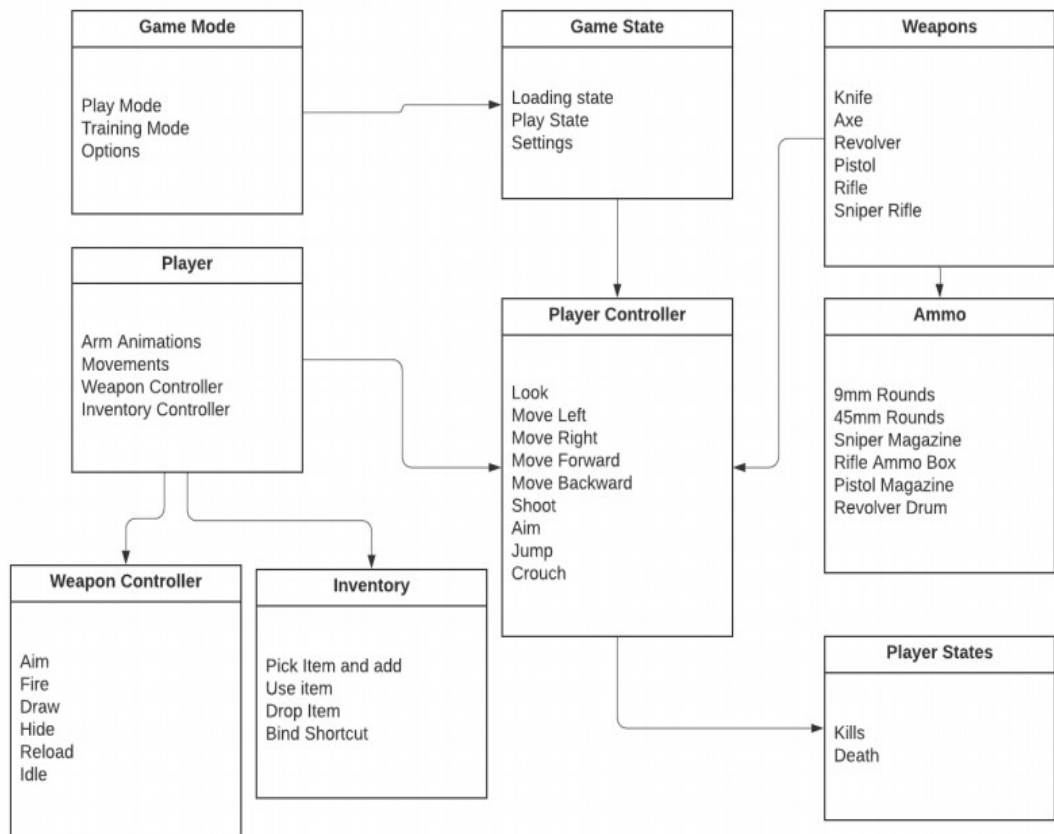 Game Mode
Play Mode
Training Mode
Options
Game State
Loading state
Play State
Settings
Weapons
Knife
Axe
Revolver
Pistol
Rifle
Sniper Rifle
Player
Arm Animations
Movements
Weapon Controller
Inventory Controller
Player Controller
Look
Move Left
Move Right
Move Forward
Move Backward
Shoot
Aim
Jump
Crouch
Ammo
9mm Rounds
45mm Rounds
Sniper Magazine
Rifle Ammo Box
Pistol Magazine
Revolver Drum
Weapon Controller
Aim
Fire
Draw
Hide
Reload
Idle
Inventory
Pick Item and add
Use item
Drop Item
Bind Shortcut
Player States
Kills
Death